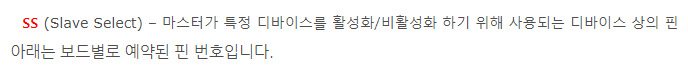 SS (Slave Select) – 마스터가 특정 디바이스를 활성화/비활성화 하기 위해 사용되는 디바이스 상의 핀
아래는 보드별로 예약된 핀 번호입니다.